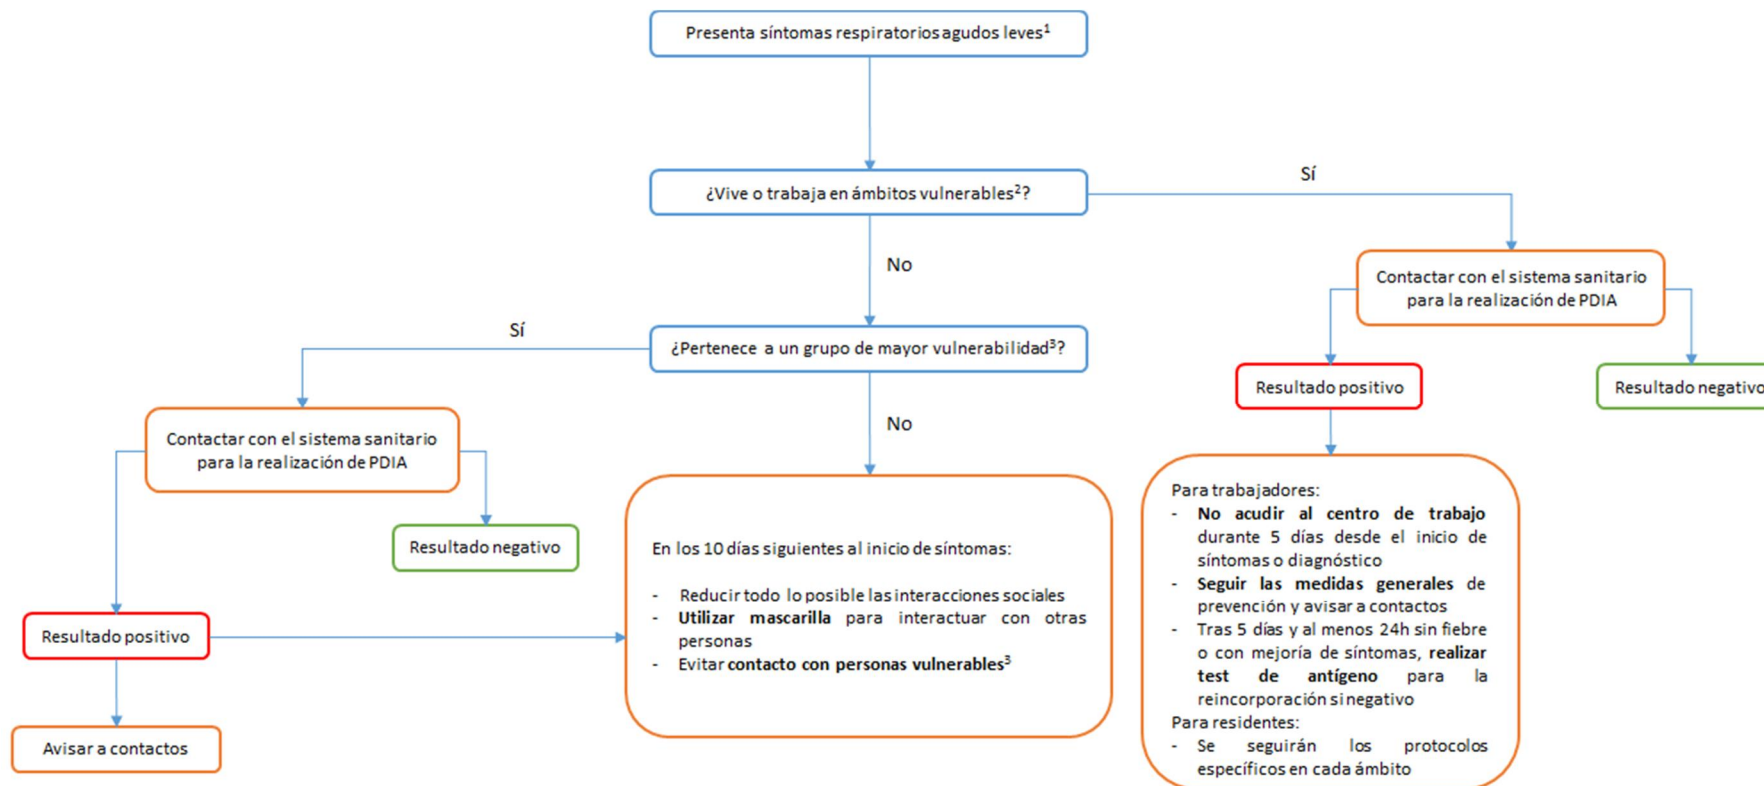 Presenta síntomas respiratorios agudos leves¹
¿Vive o trabaja en ámbitos vulnerables²?
Sí
No
Contactar con el sistema sanitario
para la realización de PDIA
Resultado positivo
Resultado negativo
Para trabajadores:
- No acudir al centro de trabajo
durante 5 días desde el inicio de
síntomas o diagnóstico
- Seguir las medidas generales de
prevención y avisar a contactos
- Tras 5 días y al menos 24h sin fiebre
o con mejoría de síntomas, realizar
test de antígeno para la
reincorporación si negativo
Para residentes:
- Se seguirán los protocolos
específicos en cada ámbito
¿Pertenece a un grupo de mayor vulnerabilidad³?
Sí
No
Contactar con el sistema sanitario
para la realización de PDIA
Resultado negativo
Resultado positivo
Avisar a contactos
En los 10 días siguientes al inicio de síntomas:
- Reducir todo lo posible las interacciones sociales
- Utilizar mascarilla para interactuar con otras
personas
- Evitar contacto con personas vulnerables³